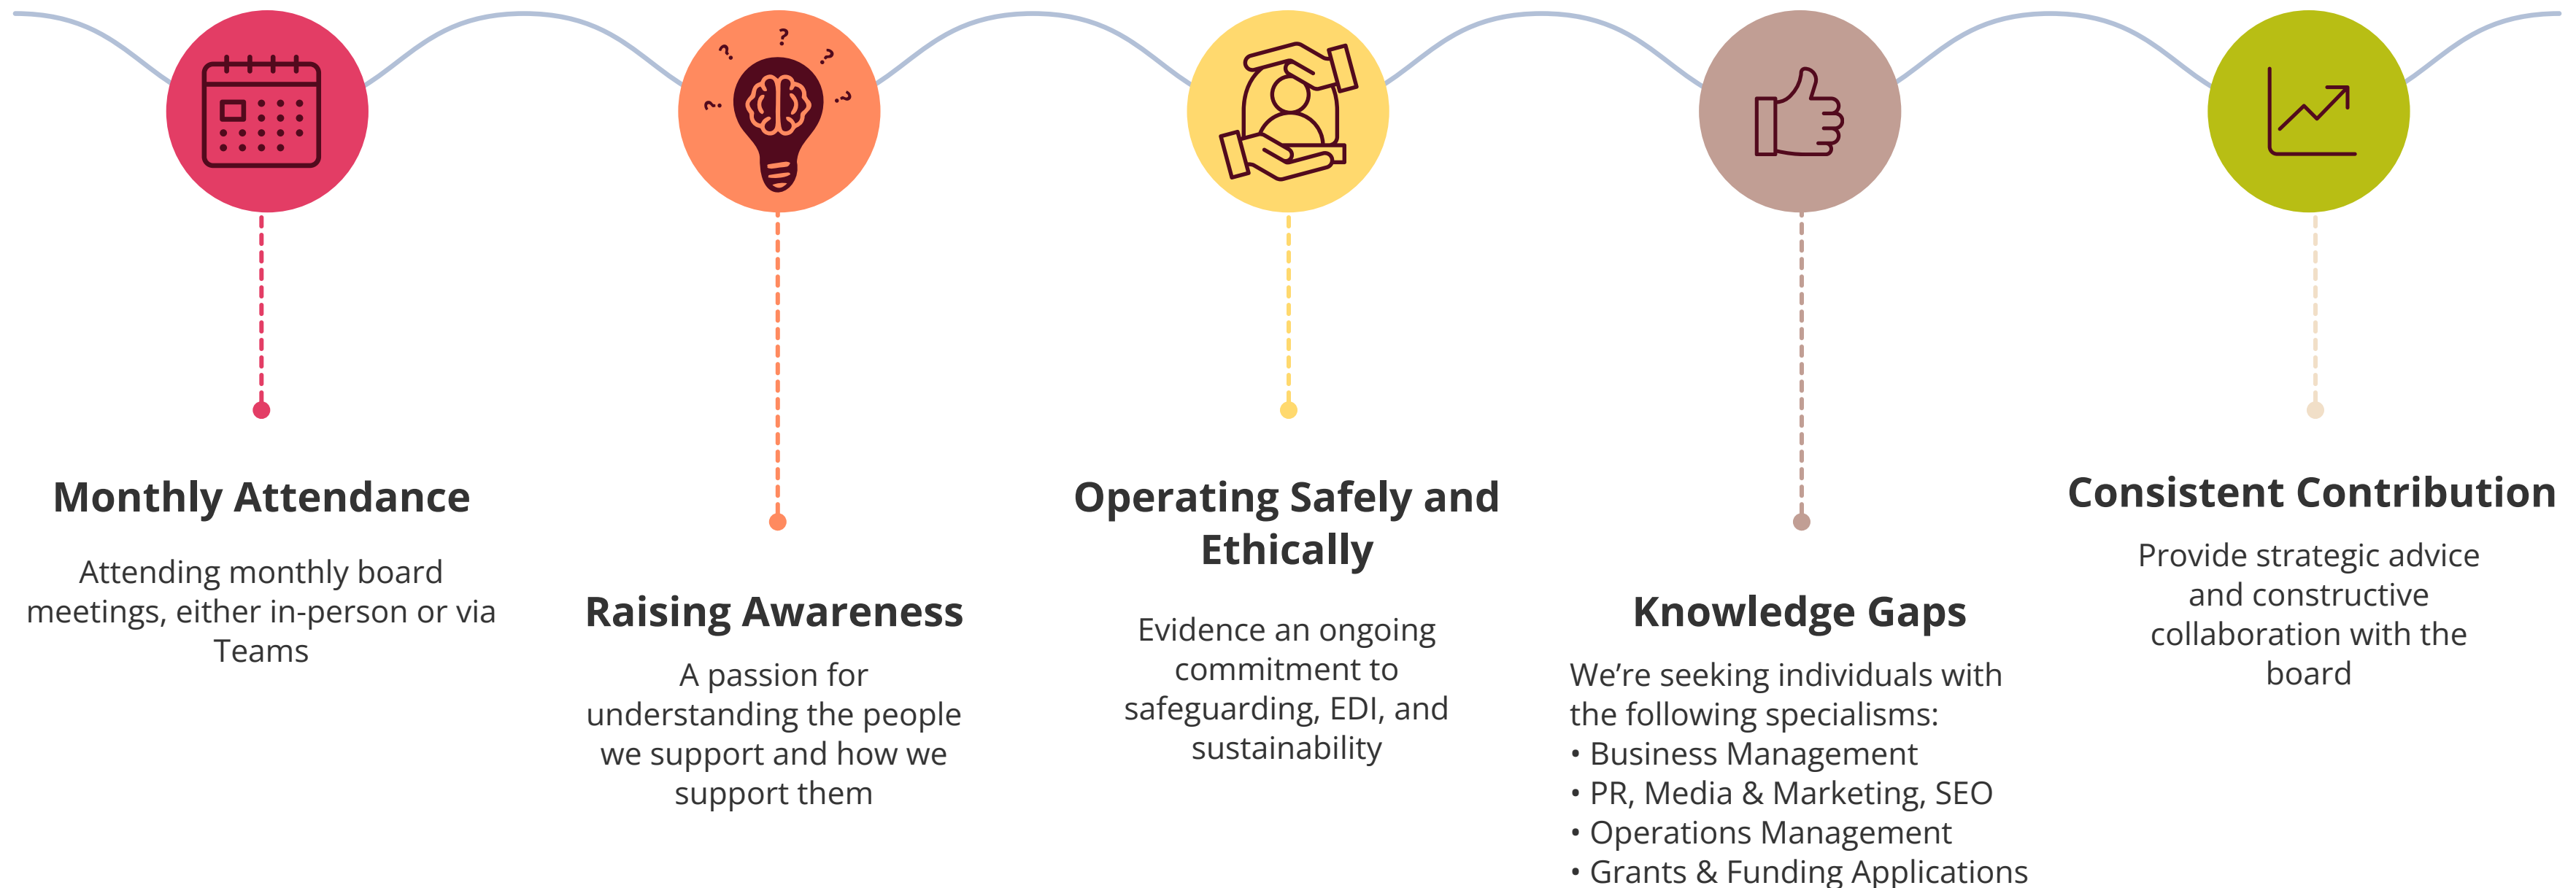 Monthly Attendance
Attending monthly board
meetings, either in-person or via
Teams
Raising Awareness
A passion for
understanding the people
we support and how we
support them
Operating Safely and
Ethically
Evidence an ongoing
commitment to
safeguarding, EDI, and
sustainability
Knowledge Gaps
We’re seeking individuals with
the following specialisms:
• Business Management
• PR, Media & Marketing, SEO
• Operations Management
• Grants & Funding Applications
Consistent Contribution
Provide strategic advice
and constructive
collaboration with the
board
? ? ? ? ?